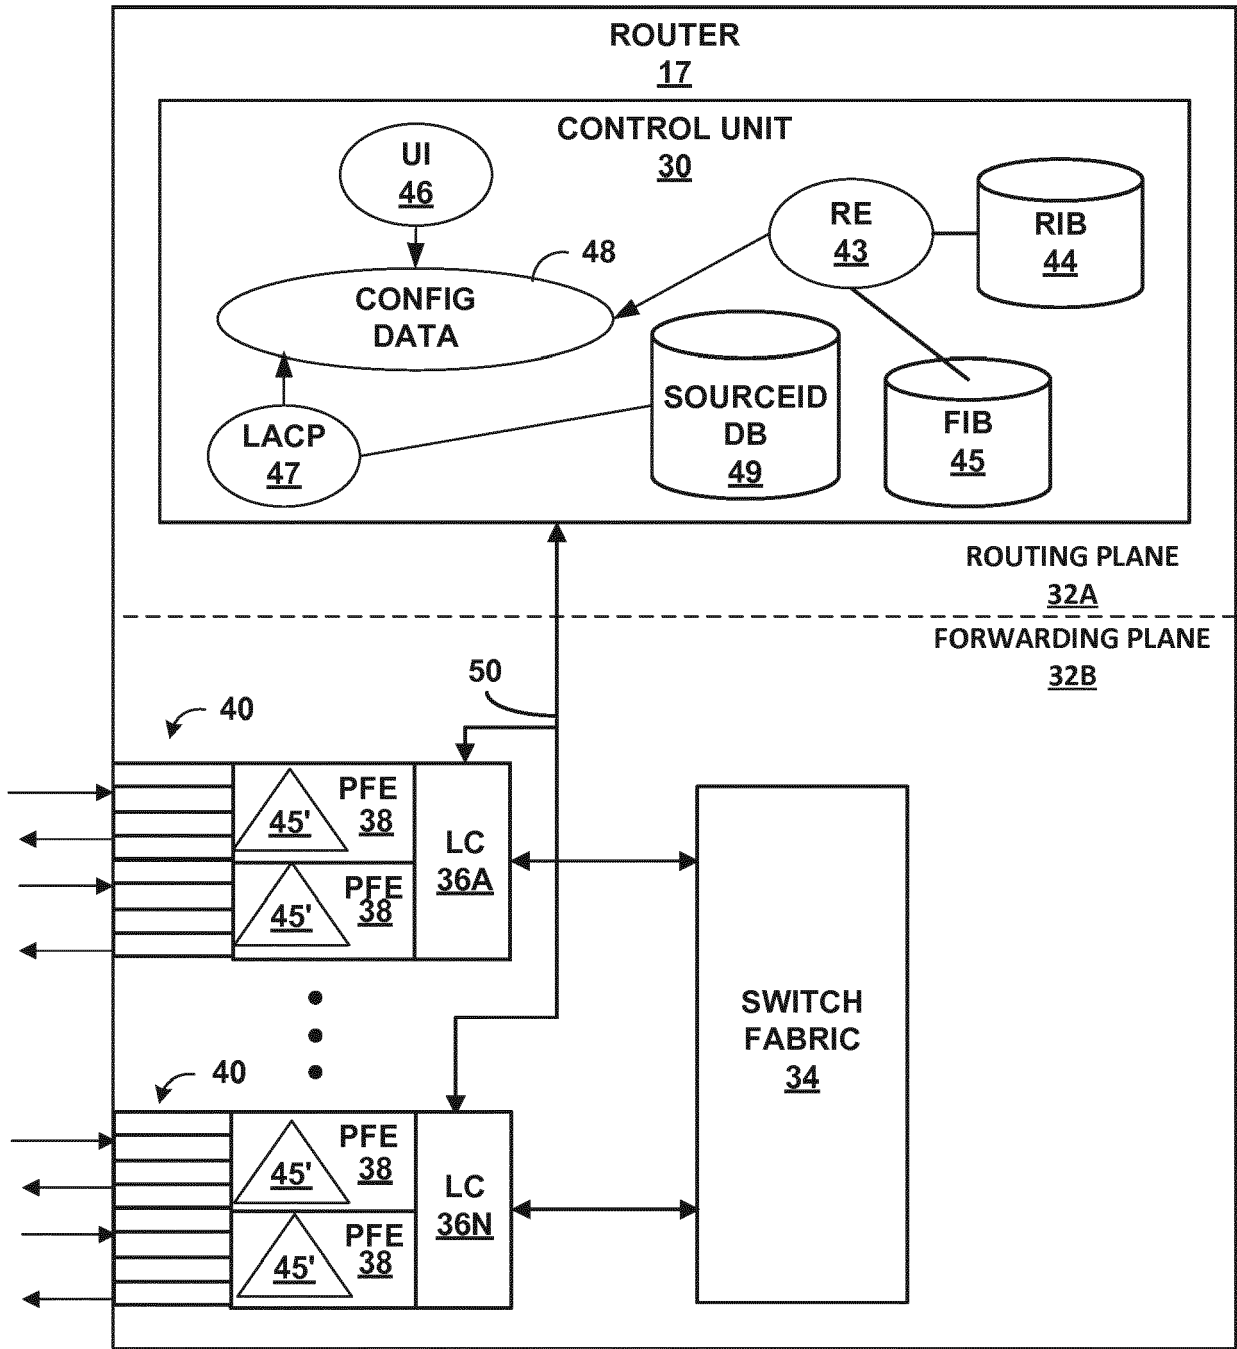 ROUTER
17
CONTROL UNIT
30
UI
46
RE
43
RIB
44
48
CONFIG
DATA
SOURCEID
DB
49
FIB
45
LACP
47
ROUTING PLANE
32A
FORWARDING PLANE
32B
50
40
45'
PFE
38
LC
36A
45'
PFE
38
SWITCH
FABRIC
34
40
45'
PFE
38
LC
36N
45'
PFE
38